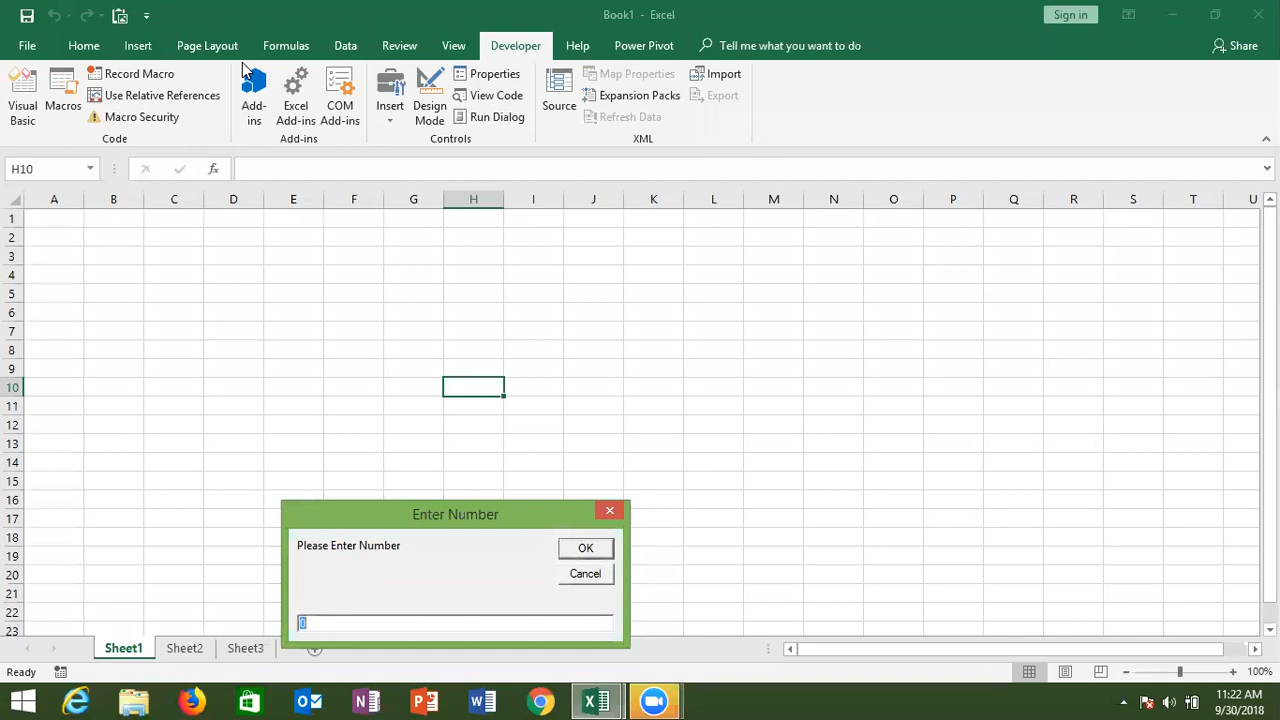 Book1 - Excel
Sign in
File Home Insert Page Layout Formulas Data Review View Developer Help Power Pivot Tell me what you want to do Share
Visual Basic
Macros
Record Macro
Use Relative References
Macro Security
Code
Add-ins
Excel Add-ins
COM Add-ins
Add-ins
Insert
Design Mode
Properties
View Code
Run Dialog
Controls
Source
Map Properties
Expansion Packs
Refresh Data
Import
Export
XML
H10
fx
A B C D E F G H I J K L M N O P Q R S T U
1
2
3
4
5
6
7
8
9
10
11
12
13
14
15
16
17
18
19
20
21
22
23
Enter Number
Please Enter Number
OK
Cancel
0
Sheet1 Sheet2 Sheet3
Ready
100%
11:22 AM
9/30/2018